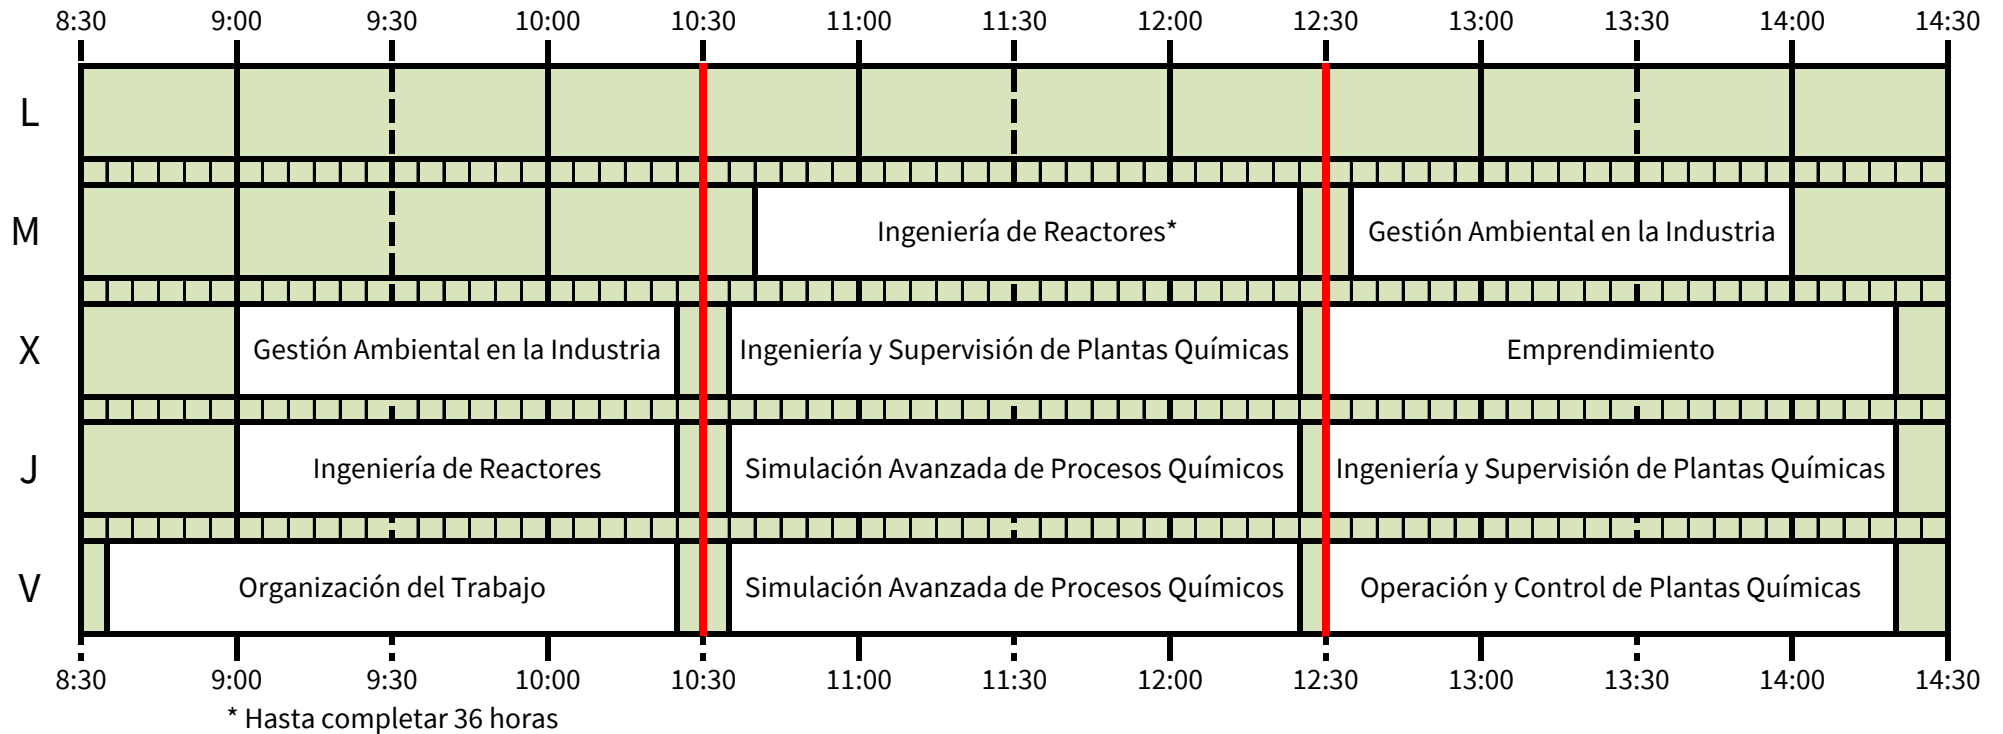 8:30 9:00 9:30 10:00 10:30 11:00 11:30 12:00 12:30 13:00 13:30 14:00 14:30
L
M Ingeniería de Reactores* Gestión Ambiental en la Industria
X Gestión Ambiental en la Industria Ingeniería y Supervisión de Plantas Químicas Emprendimiento
J Ingeniería de Reactores Simulación Avanzada de Procesos Químicos Ingeniería y Supervisión de Plantas Químicas
V Organización del Trabajo Simulación Avanzada de Procesos Químicos Operación y Control de Plantas Químicas
8:30 9:00 9:30 10:00 10:30 11:00 11:30 12:00 12:30 13:00 13:30 14:00 14:30
* Hasta completar 36 horas